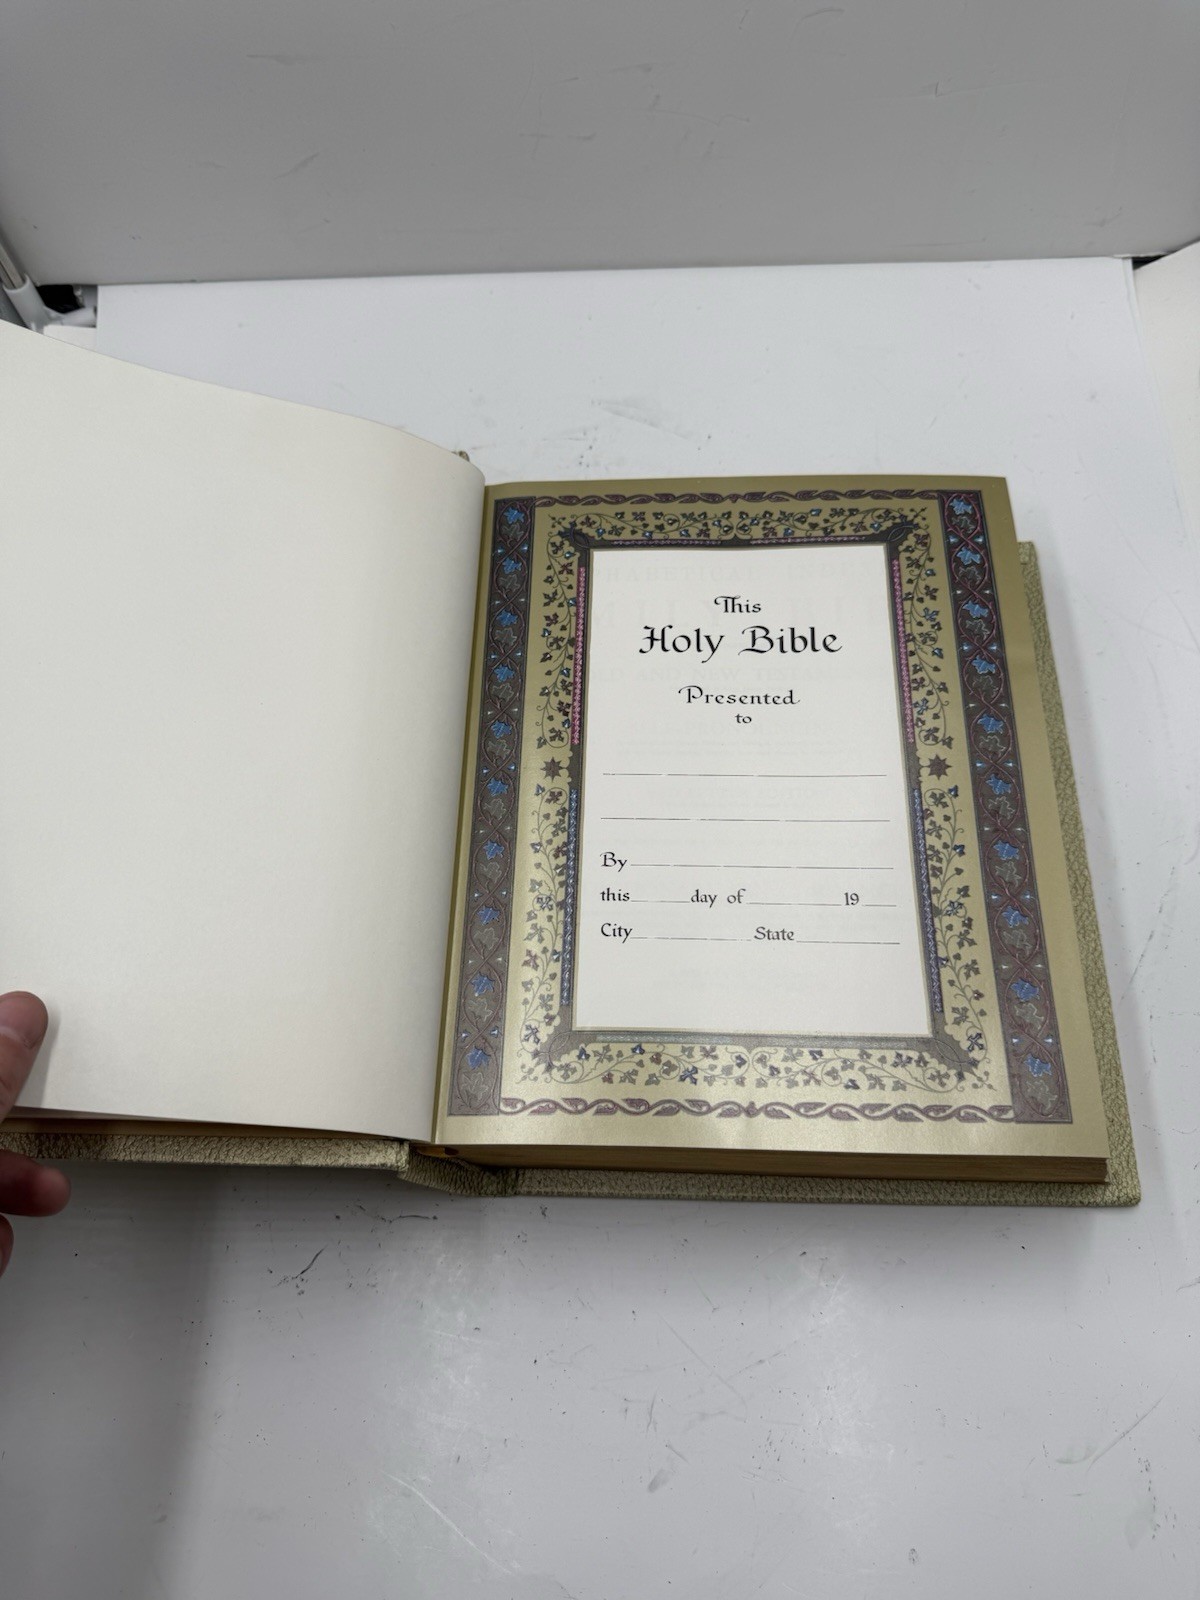 This
Holy Bible
Presented
to
By
this day of 19
City State